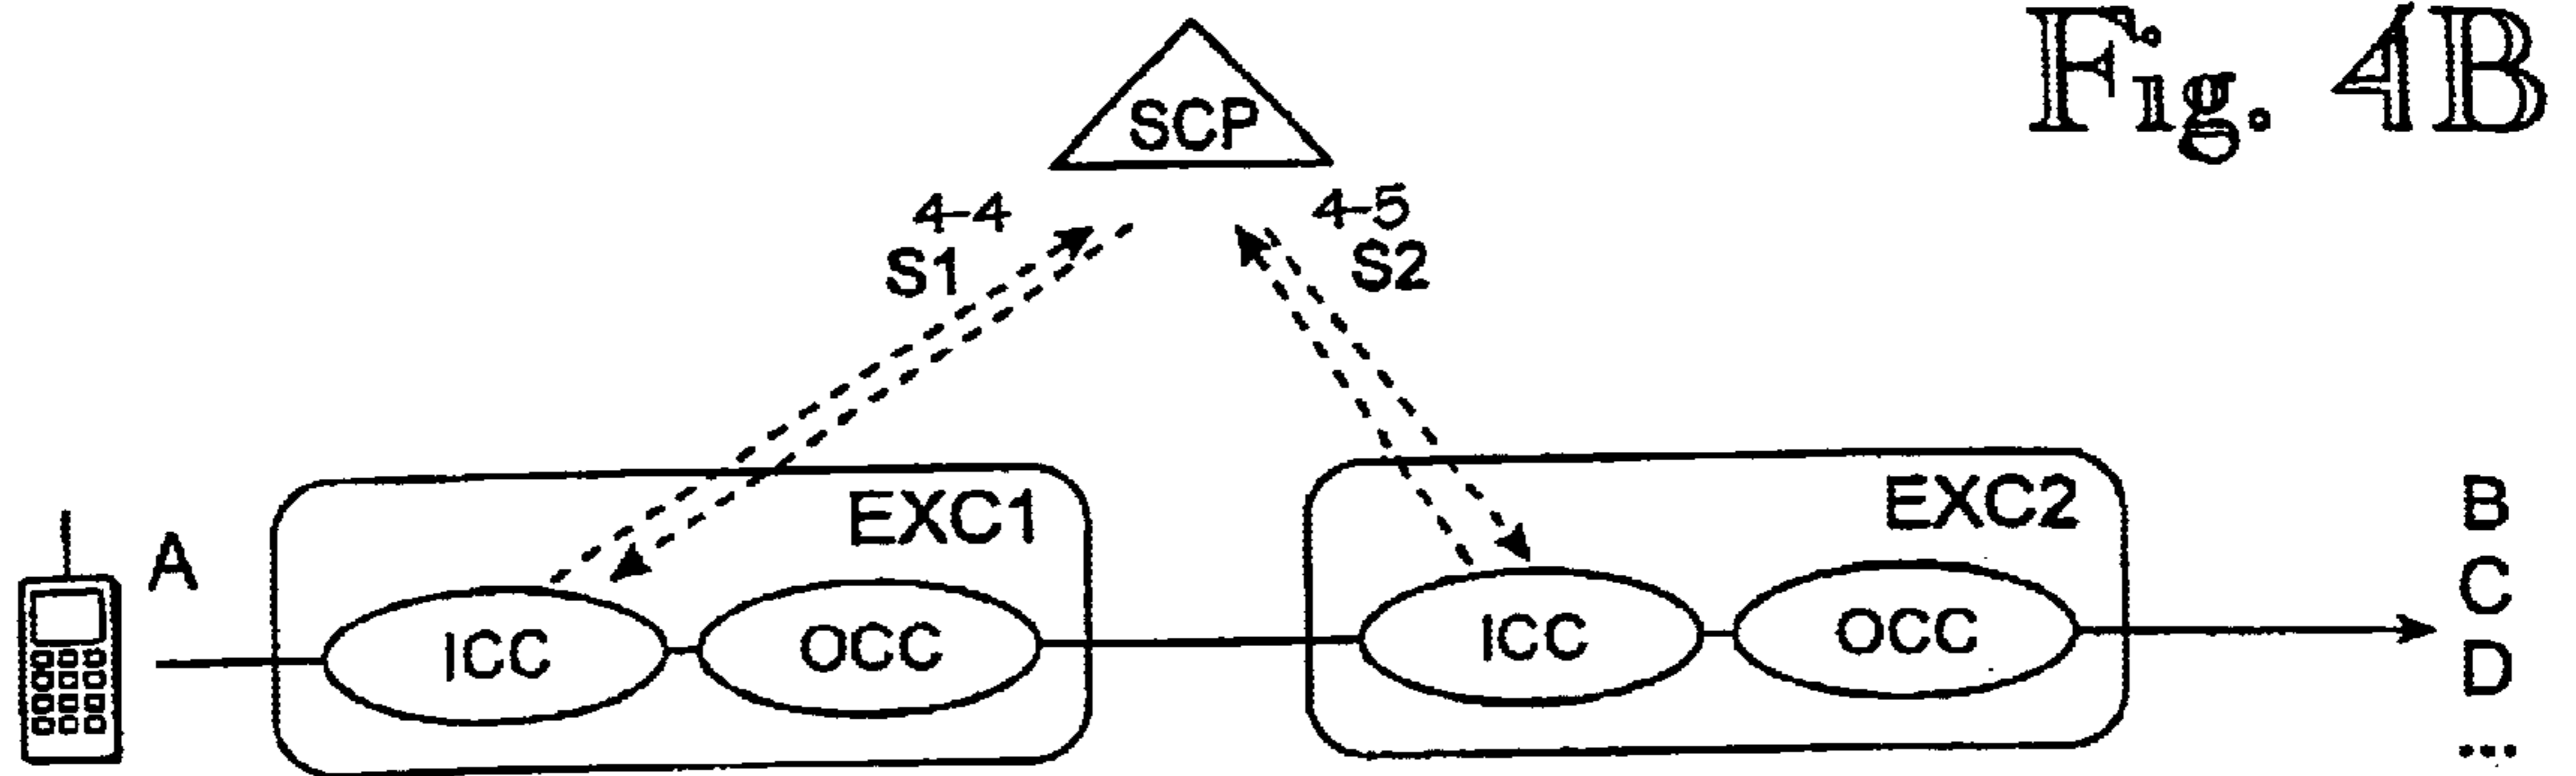 Fig. 4B
SCP
4-4
S1
4-5
S2
EXC1
EXC2
A
ICC
OCC
ICC
OCC
B
C
D
...